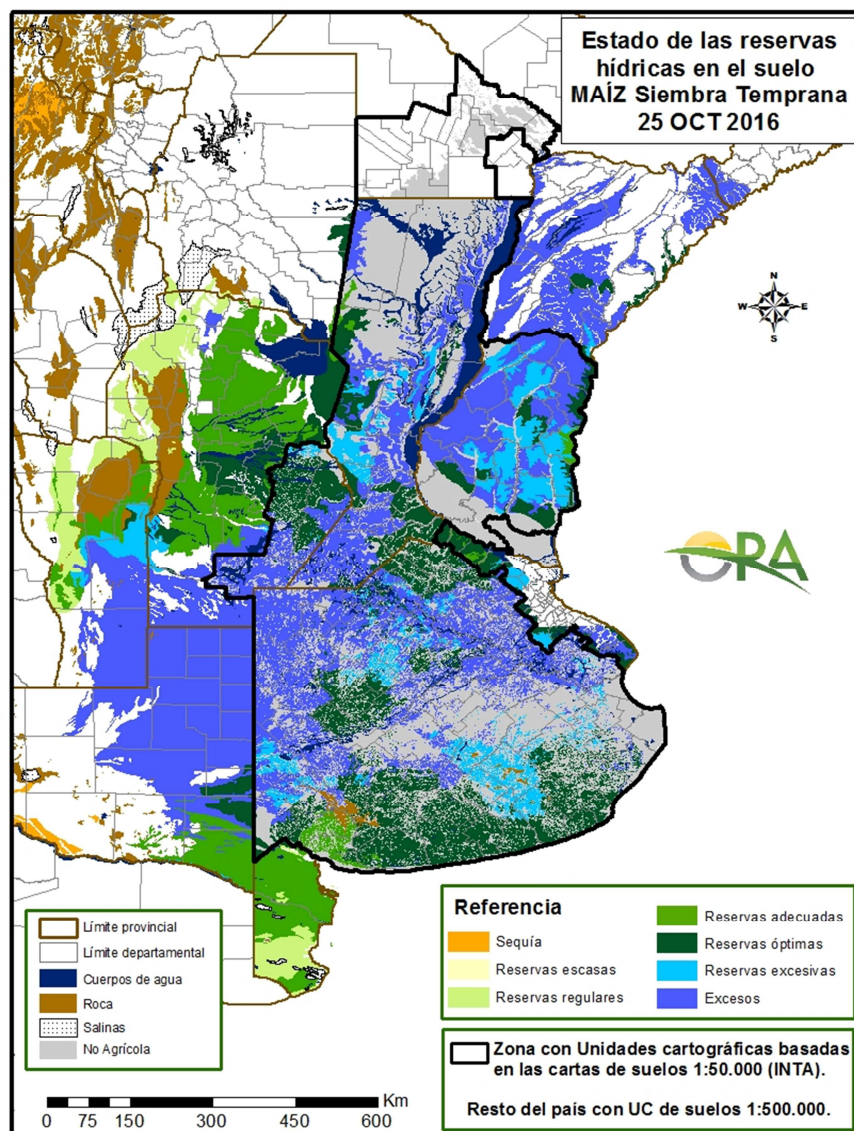 Estado de las reservas
hídricas en el suelo
MAÍZ Siembra Temprana
25 OCT 2016
N
W
E
S
ORA
Referencia
Sequía
Reservas escasas
Reservas regulares
Reservas adecuadas
Reservas óptimas
Reservas excesivas
Excesos
Límite provincial
Límite departamental
Cuerpos de agua
Roca
Salinas
No Agrícola
Zona con Unidades cartográficas basadas
en las cartas de suelos 1:50.000 (INTA).
Resto del país con UC de suelos 1:500.000.
Km
0 75 150 300 450 600